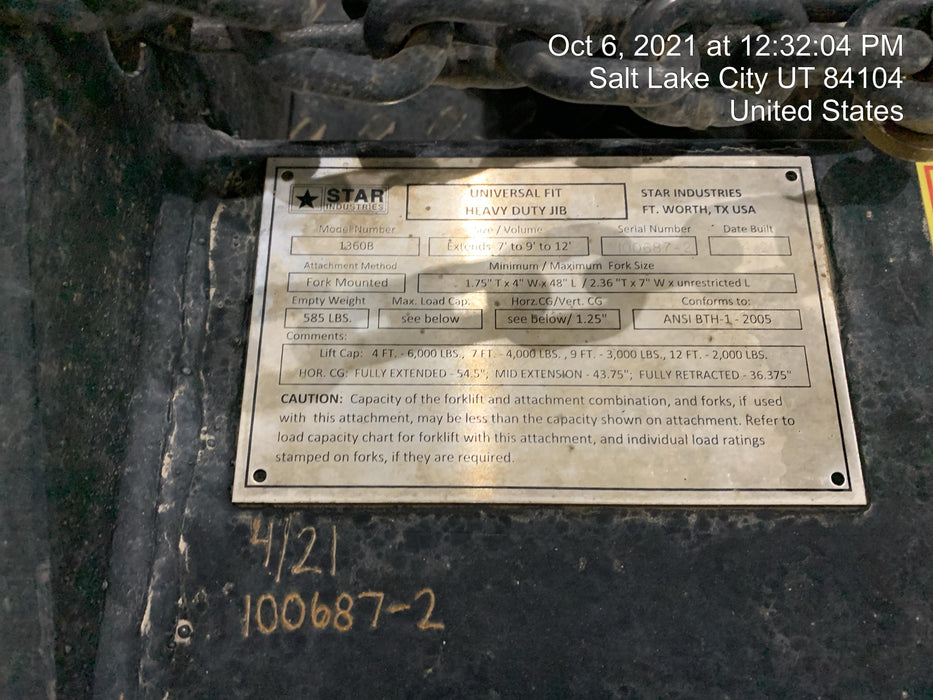 Oct 6, 2021 at 12:32:04 PM
Salt Lake City UT 84104
United States
STAR
INDUSTRIES
UNIVERSAL FIT
HEAVY DUTY JIB
STAR INDUSTRIES
FT. WORTH, TX USA
Model Number Size / Volume Serial Number Date Built
1360B Extends 7' to 9' to 12' 100687-2
Attachment Method Minimum / Maximum Fork Size
Fork Mounted 1.75" T x 4" W x 48" L / 2.36 "T x 7" W x unrestricted L
Empty Weight Max. Load Cap. Horz.CG/Vert. CG Conforms to:
585 LBS. see below see below/ 1.25" ANSI BTH-1 - 2005
Comments:
Lift Cap: 4 FT. - 6,000 LBS., 7 FT. - 4,000 LBS. , 9 FT. - 3,000 LBS., 12 FT. - 2,000 LBS.
HOR. CG: FULLY EXTENDED - 54.5"; MID EXTENSION - 43.75"; FULLY RETRACTED - 36.375"
CAUTION: Capacity of the forklift and attachment combination, and forks, if used
with this attachment, may be less than the capacity shown on attachment. Refer to
load capacity chart for forklift with this attachment, and individual load ratings
stamped on forks, if they are required.
4/21
100687-2